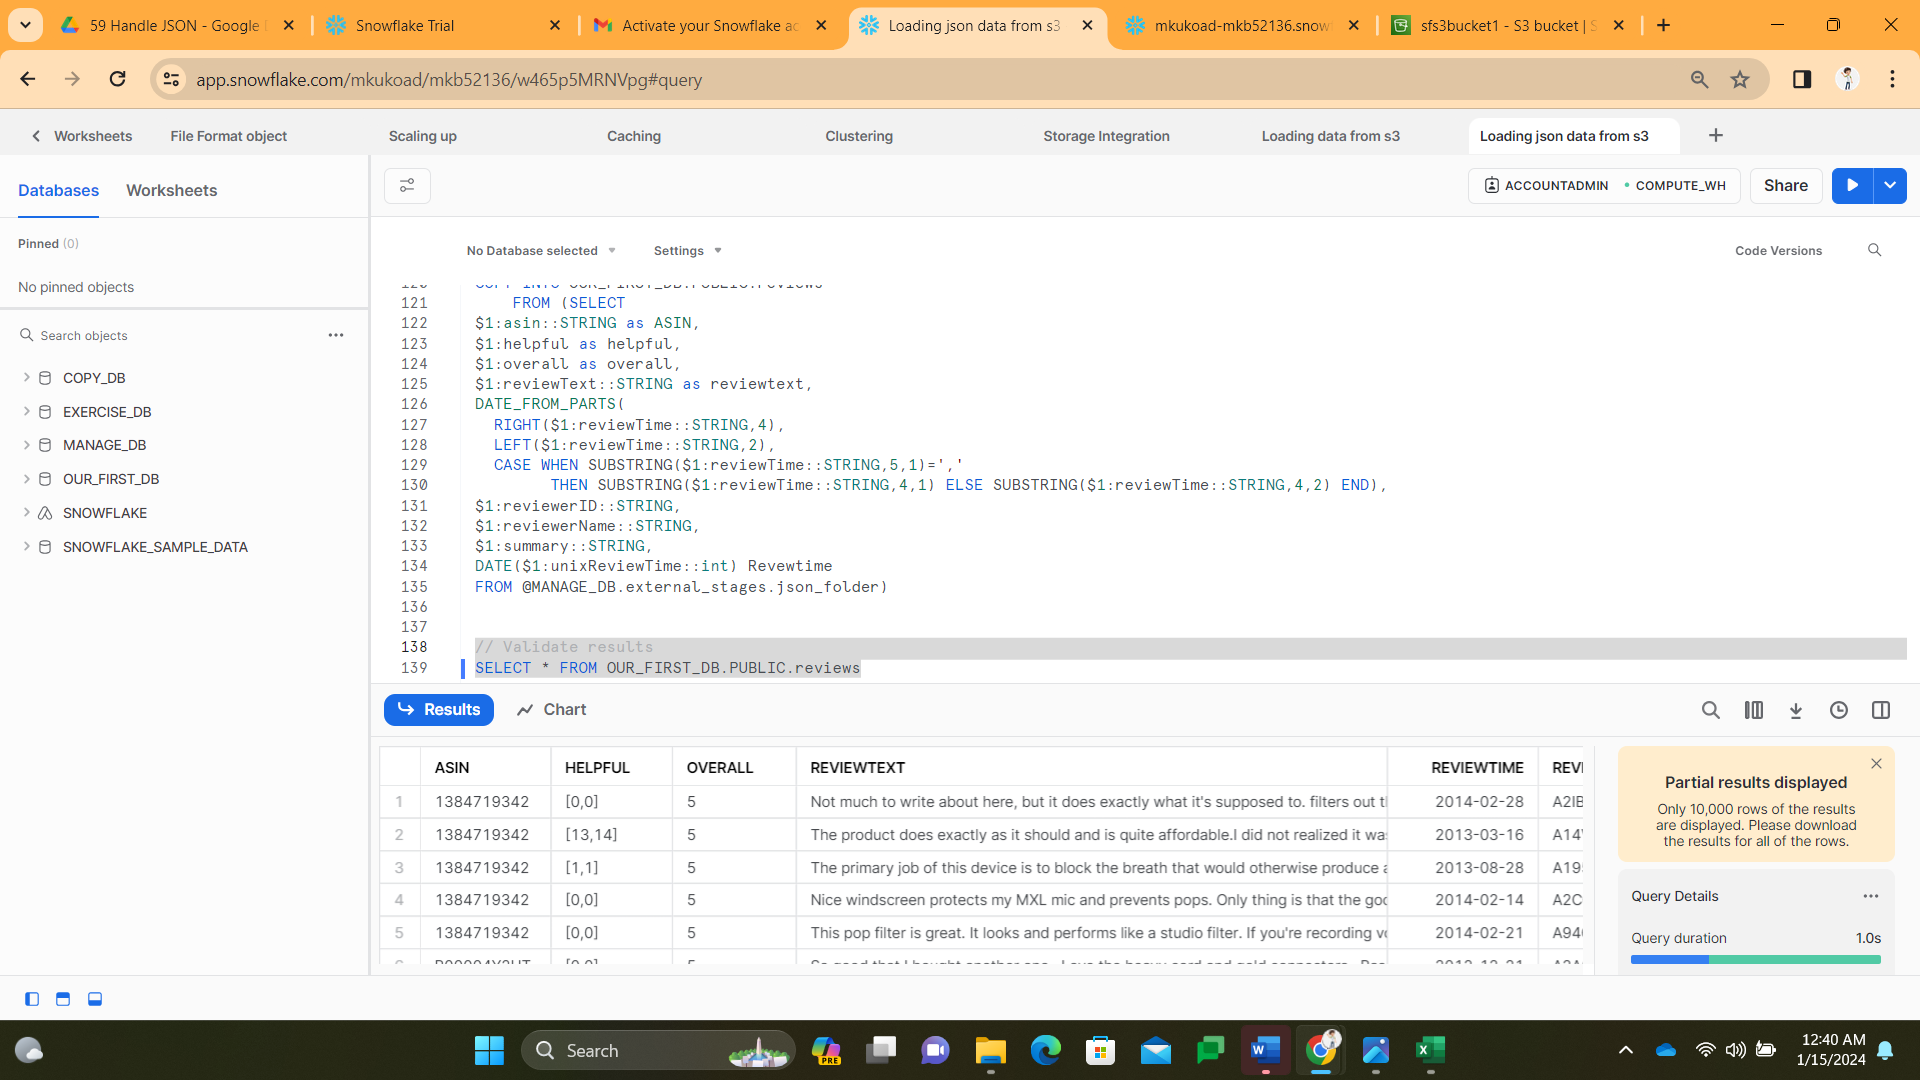 59 Handle JSON - Google
Snowflake Trial
Activate your Snowflake ac
Loading json data from s3
mkukoad-mkb52136.snow
sfs3bucket1 - S3 bucket | S
app.snowflake.com/mkukoad/mkb52136/w465p5MRNVpg#query
Worksheets
File Format object
Scaling up
Caching
Clustering
Storage Integration
Loading data from s3
Loading json data from s3
Databases
Worksheets
ACCOUNTADMIN
COMPUTE_WH
Share
Pinned (0)
No pinned objects
Search objects
COPY_DB
EXERCISE_DB
MANAGE_DB
OUR_FIRST_DB
SNOWFLAKE
SNOWFLAKE_SAMPLE_DATA
No Database selected
Settings
Code Versions
120 COPY INTO OUR_FIRST_DB.PUBLIC.reviews
121 FROM (SELECT
122 $1:asin::STRING as ASIN,
123 $1:helpful as helpful,
124 $1:overall as overall,
125 $1:reviewText::STRING as reviewtext,
126 DATE_FROM_PARTS(
127 RIGHT($1:reviewTime::STRING,4),
128 LEFT($1:reviewTime::STRING,2),
129 CASE WHEN SUBSTRING($1:reviewTime::STRING,5,1)=','
130 THEN SUBSTRING($1:reviewTime::STRING,4,1) ELSE SUBSTRING($1:reviewTime::STRING,4,2) END),
131 $1:reviewerID::STRING,
132 $1:reviewerName::STRING,
133 $1:summary::STRING,
134 DATE($1:unixReviewTime::int) Revewtime
135 FROM @MANAGE_DB.external_stages.json_folder)
136
137
138 // Validate results
139 SELECT * FROM OUR_FIRST_DB.PUBLIC.reviews
Results
Chart
ASIN HELPFUL OVERALL REVIEWTEXT REVIEWTIME REVI
1 1384719342 [0,0] 5 Not much to write about here, but it does exactly what it's supposed to. filters out t 2014-02-28 A2IB
2 1384719342 [13,14] 5 The product does exactly as it should and is quite affordable.I did not realized it wa 2013-03-16 A14
3 1384719342 [1,1] 5 The primary job of this device is to block the breath that would otherwise produce a 2013-08-28 A19
4 1384719342 [0,0] 5 Nice windscreen protects my MXL mic and prevents pops. Only thing is that the goo 2014-02-14 A2C
5 1384719342 [0,0] 5 This pop filter is great. It looks and performs like a studio filter. If you're recording vo 2014-02-21 A94
Partial results displayed
Only 10,000 rows of the results
are displayed. Please download
the results for all of the rows.
Query Details
Query duration
1.0s
Search
PRE
12:40 AM
1/15/2024